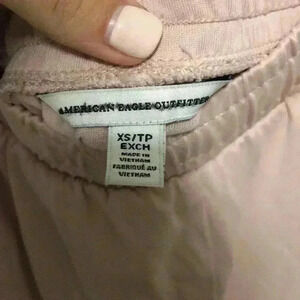 AMERICAN EAGLE OUTFITTERS
XS/TP
EXCH
MADE IN
VIETNAM
FABRIQUÉ AU
VIETNAM